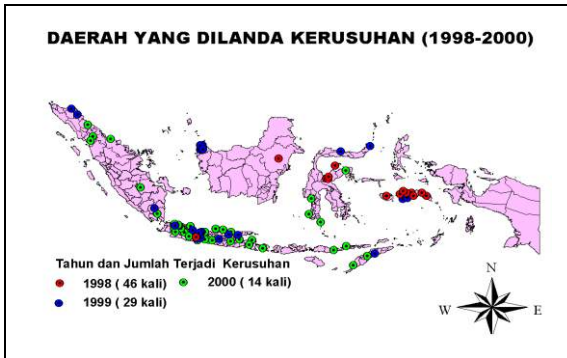 DAERAH YANG DILANDA KERUSUHAN (1998-2000)
Tahun dan Jumlah Terjadi Kerusuhan
1998 ( 46 kali)
2000 ( 14 kali)
1999 ( 29 kali)
N
W
E
S